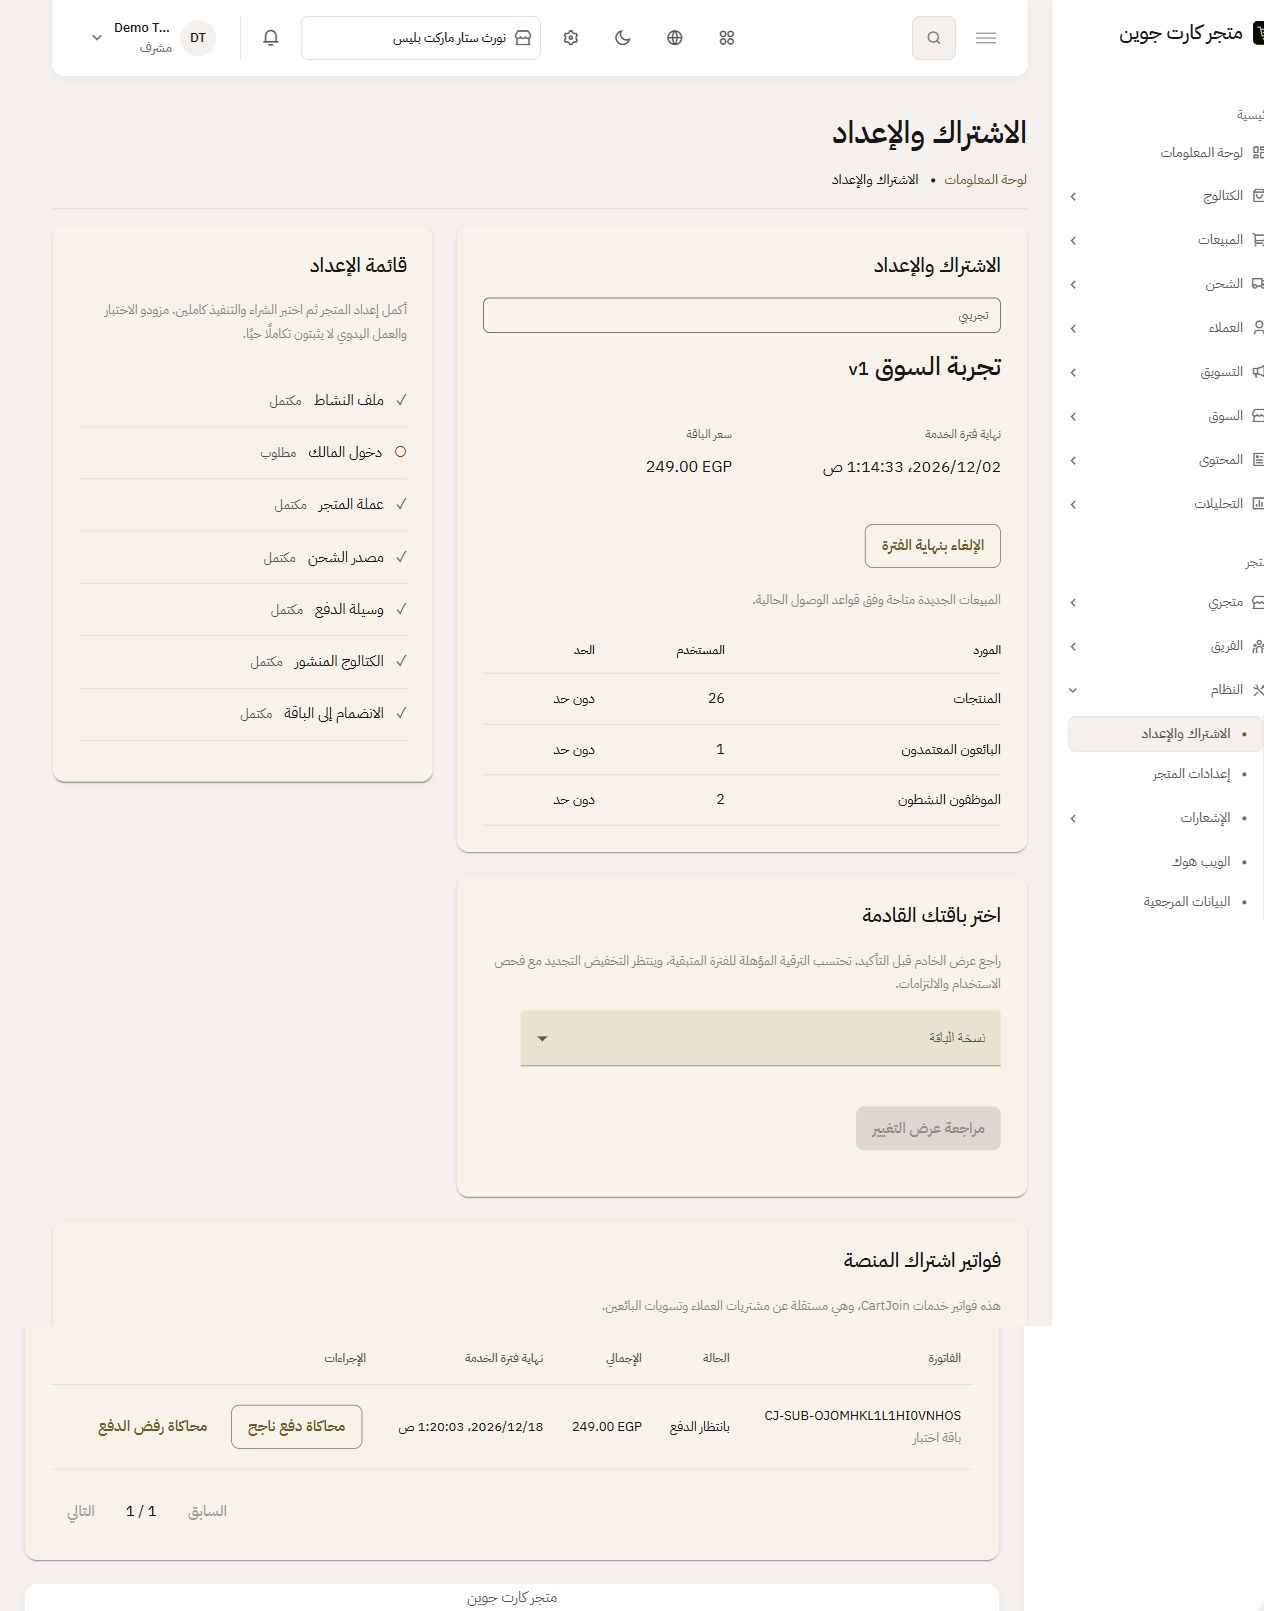 متجر كارت جوين
نورث ستار ماركت بليس
Demo T...
مشرف
DT
لوحة المعلومات
الكتالوج
المبيعات
الشحن
العملاء
التسويق
السوق
المحتوى
التحليلات
متجري
الفريق
النظام
الاشتراك والإعداد
إعدادات المتجر
الإشعارات
الويب هوك
البيانات المرجعية
الاشتراك والإعداد
لوحة المعلومات • الاشتراك والإعداد
الاشتراك والإعداد
تجريبي
تجربة السوق v1
نهاية فترة الخدمة
2026/12/02، 1:14:33 ص
سعر الباقة
249.00 EGP
الإلغاء بنهاية الفترة
المبيعات الجديدة متاحة وفق قواعد الوصول الحالية.
المورد المستخدم الحد
المنتجات 26 دون حد
البائعون المعتمدون 1 دون حد
الموظفون النشطون 2 دون حد
قائمة الإعداد
أكمل إعداد المتجر ثم اختبر الشراء والتنفيذ كاملين. مزودو الاختبار
والعمل اليدوي لا يثبتون تكاملًا حيًا.
ملف النشاط مكتمل
دخول المالك مطلوب
عملة المتجر مكتمل
مصدر الشحن مكتمل
وسيلة الدفع مكتمل
الكتالوج المنشور مكتمل
الانضمام إلى الباقة مكتمل
اختر باقتك القادمة
راجع عرض الخادم قبل التأكيد. تحتسب الترقية المؤهلة للفترة المتبقية، وينتظر التخفيض التجديد مع فحص
الاستخدام والالتزامات.
نسخة الباقة
مراجعة عرض التغيير
فواتير اشتراك المنصة
هذه فواتير خدمات CartJoin، وهي مستقلة عن مشتريات العملاء وتسويات البائعين.
الفاتورة الحالة الإجمالي نهاية فترة الخدمة الإجراءات
CJ-SUB-OJOMHKL1L1HI0VNHOS
باقة اختبار
بانتظار الدفع
249.00 EGP
2026/12/18، 1:20:03 ص
محاكاة دفع ناجح
محاكاة رفض الدفع
السابق 1 / 1 التالي
متجر كارت جوين